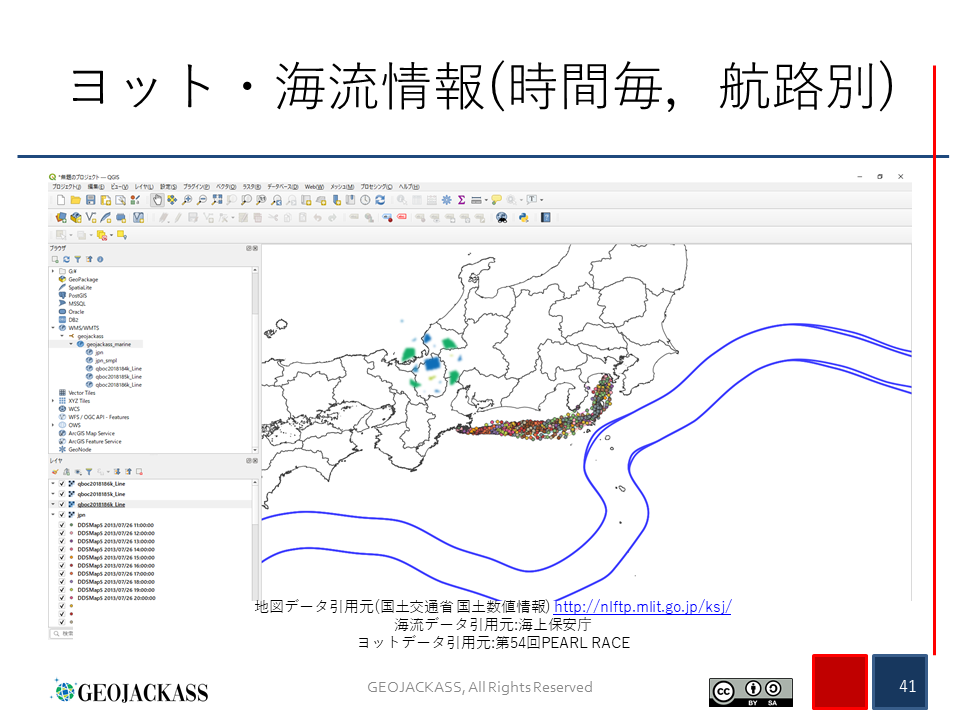 ヨット・海流情報(時間毎，航路別)
*無題のプロジェクト — QGIS
プロジェクト(J) 編集(E) ビュー(V) レイヤ(L) 設定(S) プラグイン(P) ベクタ(O) ラスタ(R) データベース(D) Web(W) メッシュ(M) プロセシング(C) ヘルプ(H)
ブラウザ
G:¥
GeoPackage
SpatiaLite
PostGIS
MSSQL
Oracle
DB2
WMS/WMTS
geojackass
geojackass_marine
jpn
jpn_smpl
qboc2018184k_Line
qboc2018185k_Line
qboc2018186k_Line
Vector Tiles
XYZ Tiles
WCS
WFS / OGC API - Features
OWS
ArcGIS Map Service
ArcGIS Feature Service
GeoNode
レイヤ
qboc2018184k_Line
qboc2018185k_Line
qboc2018186k_Line
jpn
DDSMapS 2013/07/26 11:00:00
DDSMapS 2013/07/26 12:00:00
DDSMapS 2013/07/26 13:00:00
DDSMapS 2013/07/26 14:00:00
DDSMapS 2013/07/26 15:00:00
DDSMapS 2013/07/26 16:00:00
DDSMapS 2013/07/26 17:00:00
DDSMapS 2013/07/26 18:00:00
DDSMapS 2013/07/26 19:00:00
DDSMapS 2013/07/26 20:00:00
検索
地図データ引用元(国土交通省 国土数値情報) http://nlftp.mlit.go.jp/ksj/
海流データ引用元:海上保安庁
ヨットデータ引用元:第54回PEARL RACE
GEOJACKASS
GEOJACKASS, All Rights Reserved
cc BY SA
41